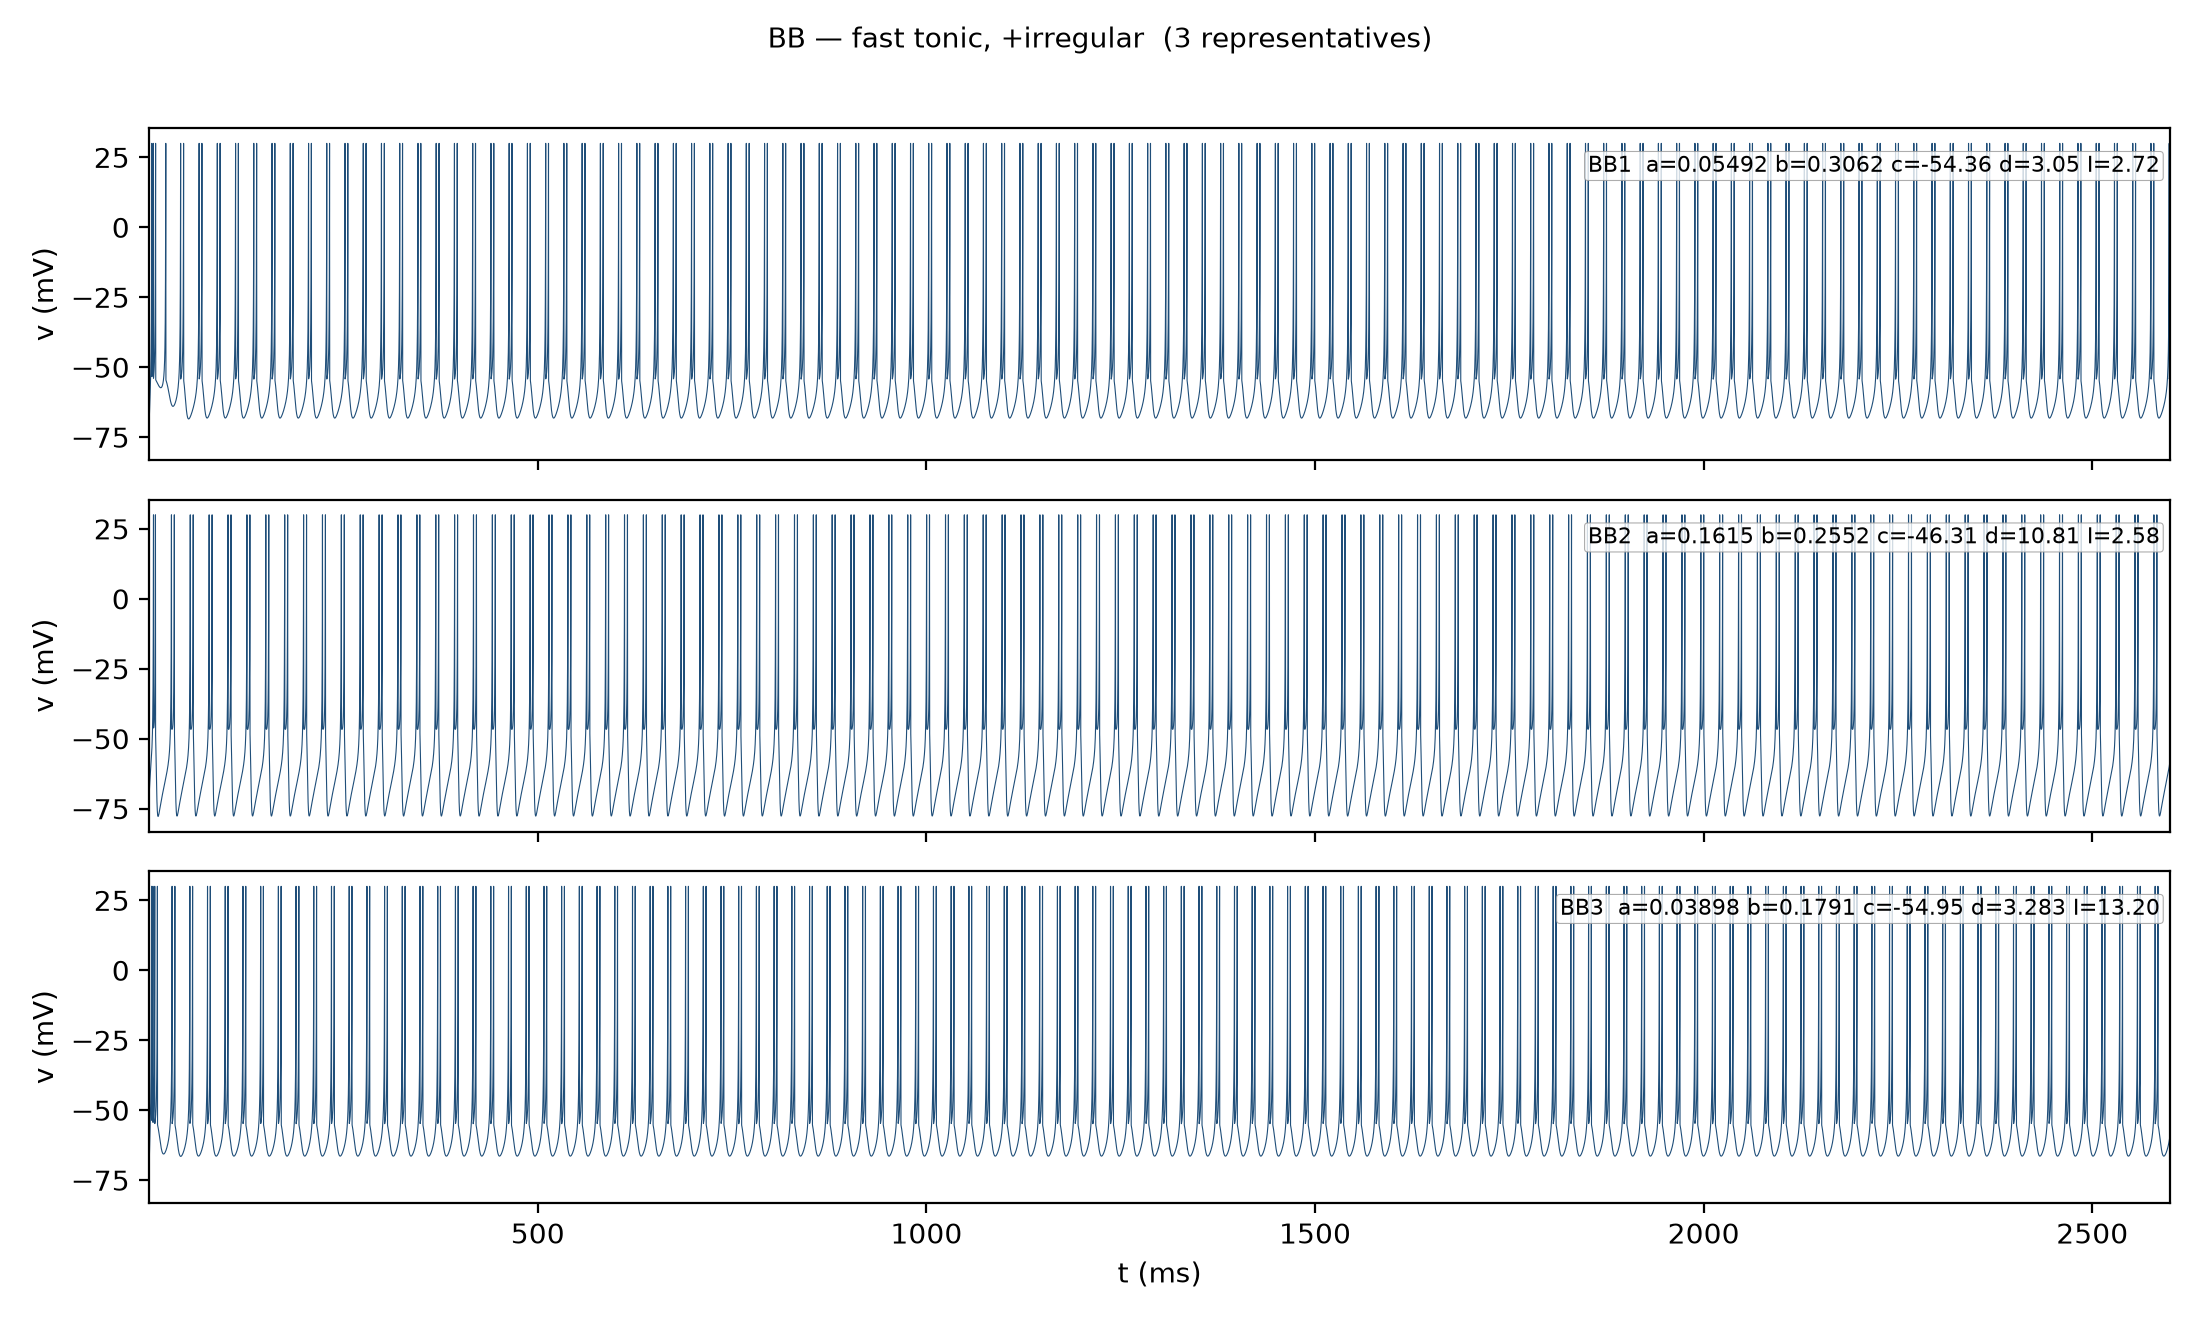 BB — fast tonic, +irregular  (3 representatives)
25
0
−25
−50
−75
v (mV)
BB1  a=0.05492 b=0.3062 c=-54.36 d=3.05 I=2.72
25
0
−25
−50
−75
v (mV)
BB2  a=0.1615 b=0.2552 c=-46.31 d=10.81 I=2.58
25
0
−25
−50
−75
v (mV)
BB3  a=0.03898 b=0.1791 c=-54.95 d=3.283 I=13.20
500 1000 1500 2000 2500
t (ms)